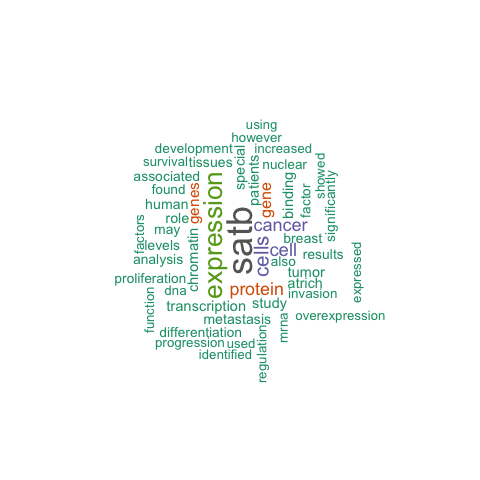 using
however
development
increased
survival
tissues
special
patients
nuclear
showed
associated
found
genes
gene
binding
factor
significantly
human
role
may
expression
satb
cancer
factors
levels
chromatin
cells
cell
breast
also
results
analysis
tumor
expressed
proliferation
dna
protein
atrich
invasion
function
transcription
study
metastasis
mrna
overexpression
differentiation
progression
used
regulation
identified